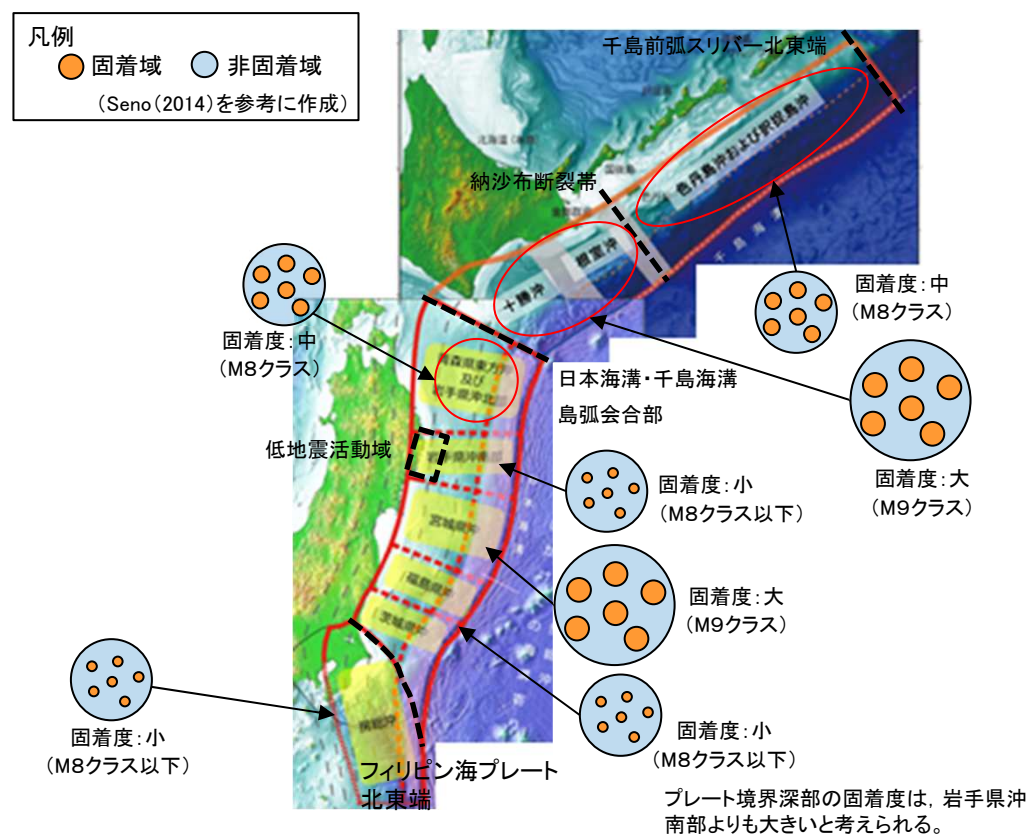 凡例
固着域
非固着域
（Seno（2014）を参考に作成）
千島前弧スリバー北東端
色丹島沖および択捉島沖
納沙布断裂帯
根室沖
十勝沖
千島海溝
固着度：中
（M8クラス）
固着度：中
（M8クラス）
日本海溝・千島海溝
島弧会合部
固着度：大
（M9クラス）
青森県東方沖
及び
岩手県沖北部
低地震活動域
岩手県沖南部
固着度：小
（M8クラス以下）
宮城県沖
固着度：大
（M9クラス）
福島県沖
茨城県沖
房総沖
固着度：小
（M8クラス以下）
固着度：小
（M8クラス以下）
フィリピン海プレート
北東端
プレート境界深部の固着度は，岩手県沖
南部よりも大きいと考えられる。